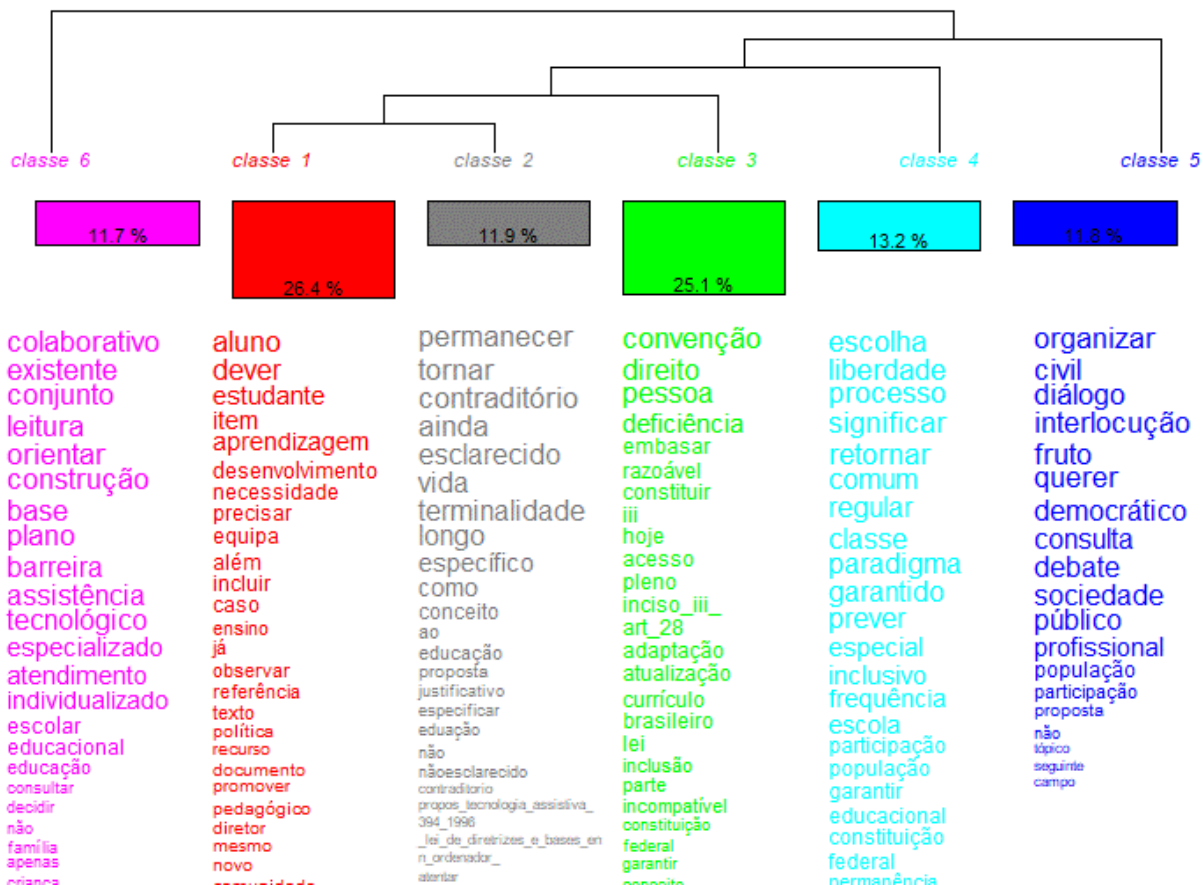 classe 6
classe 1
classe 2
classe 3
classe 4
classe 5
11.7 %
26.4 %
11.9 %
25.1 %
13.2 %
11.8 %
colaborativo
existente
conjunto
leitura
orientar
construção
base
plano
barreira
assistência
tecnológico
especializado
atendimento
individualizado
escolar
educacional
educação
consultar
decidir
não
família
apenas
criança
aluno
dever
estudante
item
aprendizagem
desenvolvimento
necessidade
precisar
equipa
além
incluir
caso
ensino
já
observar
referência
texto
política
recurso
documento
promover
pedagógico
diretor
mesmo
novo
comunidade
permanecer
tornar
contraditório
ainda
esclarecido
vida
terminalidade
longo
específico
como
conceito
ao
educação
proposta
justificativo
especificar
eduação
não
nãoesclarecido
contraditorio
propos_tecnologia_assistiva_
394_1996
_lei_de_diretrizes_e_bases_en
n_ordenador_
atentar
convenção
direito
pessoa
deficiência
embasar
razoável
constituir
iii
hoje
acesso
pleno
inciso_iii_
art_28
adaptação
atualização
currículo
brasileiro
lei
inclusão
parte
incompatível
constituição
federal
garantir
conceito
escolha
liberdade
processo
significar
retornar
comum
regular
classe
paradigma
garantido
prever
especial
inclusivo
frequência
escola
participação
população
garantir
educacional
constituição
federal
permanência
organizar
civil
diálogo
interlocução
fruto
querer
democrático
consulta
debate
sociedade
público
profissional
população
participação
proposta
não
tópico
seguinte
campo